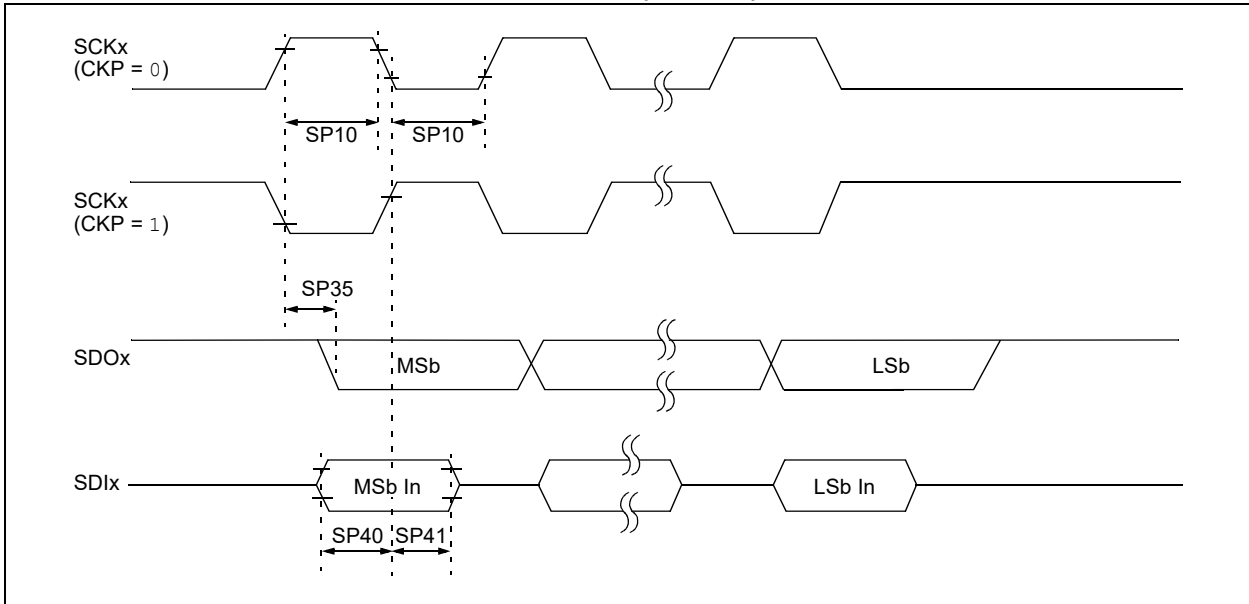 SCKx
(CKP = 0)
SP10
SP10
SCKx
(CKP = 1)
SP35
SDOx
MSb
LSb
SDIx
MSb In
LSb In
SP40
SP41